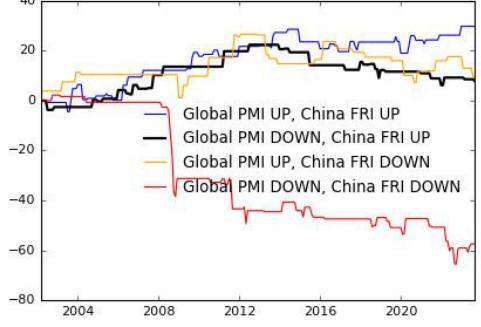 40
20
0
−20
−40
−60
−80
Global PMI UP, China FRI UP
Global PMI DOWN, China FRI UP
Global PMI UP, China FRI DOWN
Global PMI DOWN, China FRI DOWN
2004 2008 2012 2016 2020